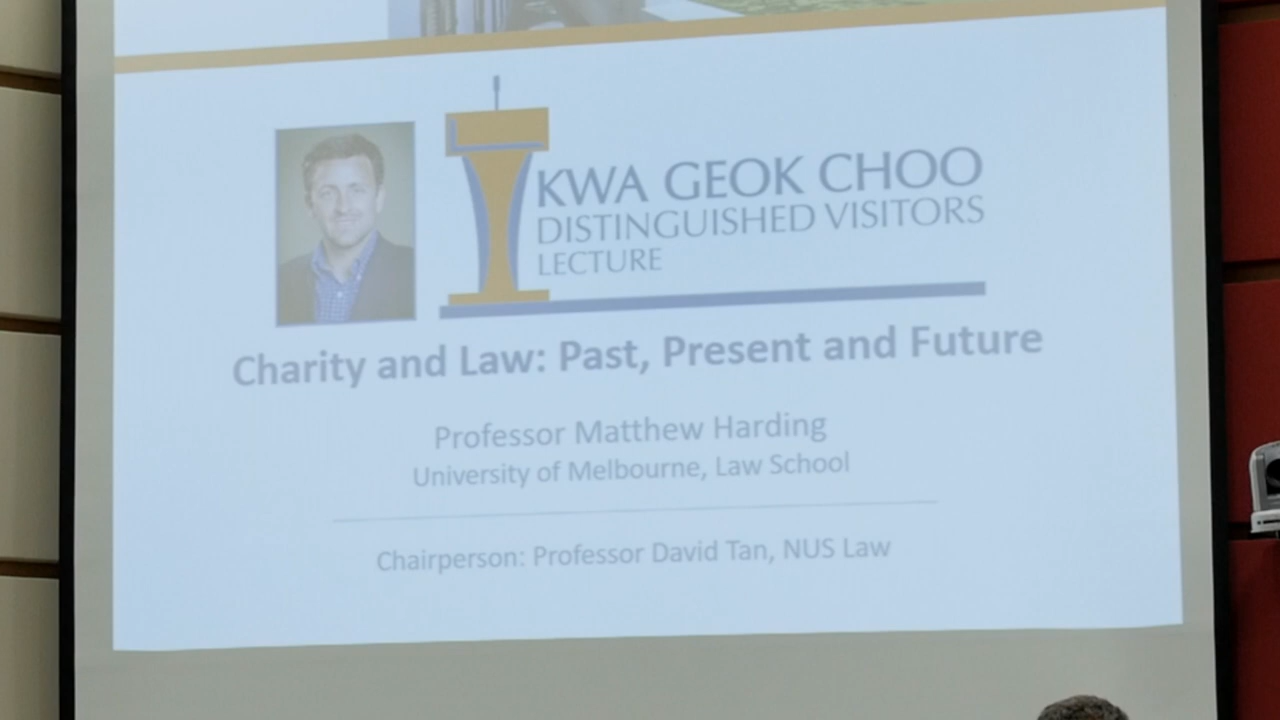 KWA GEOK CHOO
DISTINGUISHED VISITORS
LECTURE
Charity and Law: Past, Present and Future
Professor Matthew Harding
University of Melbourne, Law School
Chairperson: Professor David Tan, NUS Law